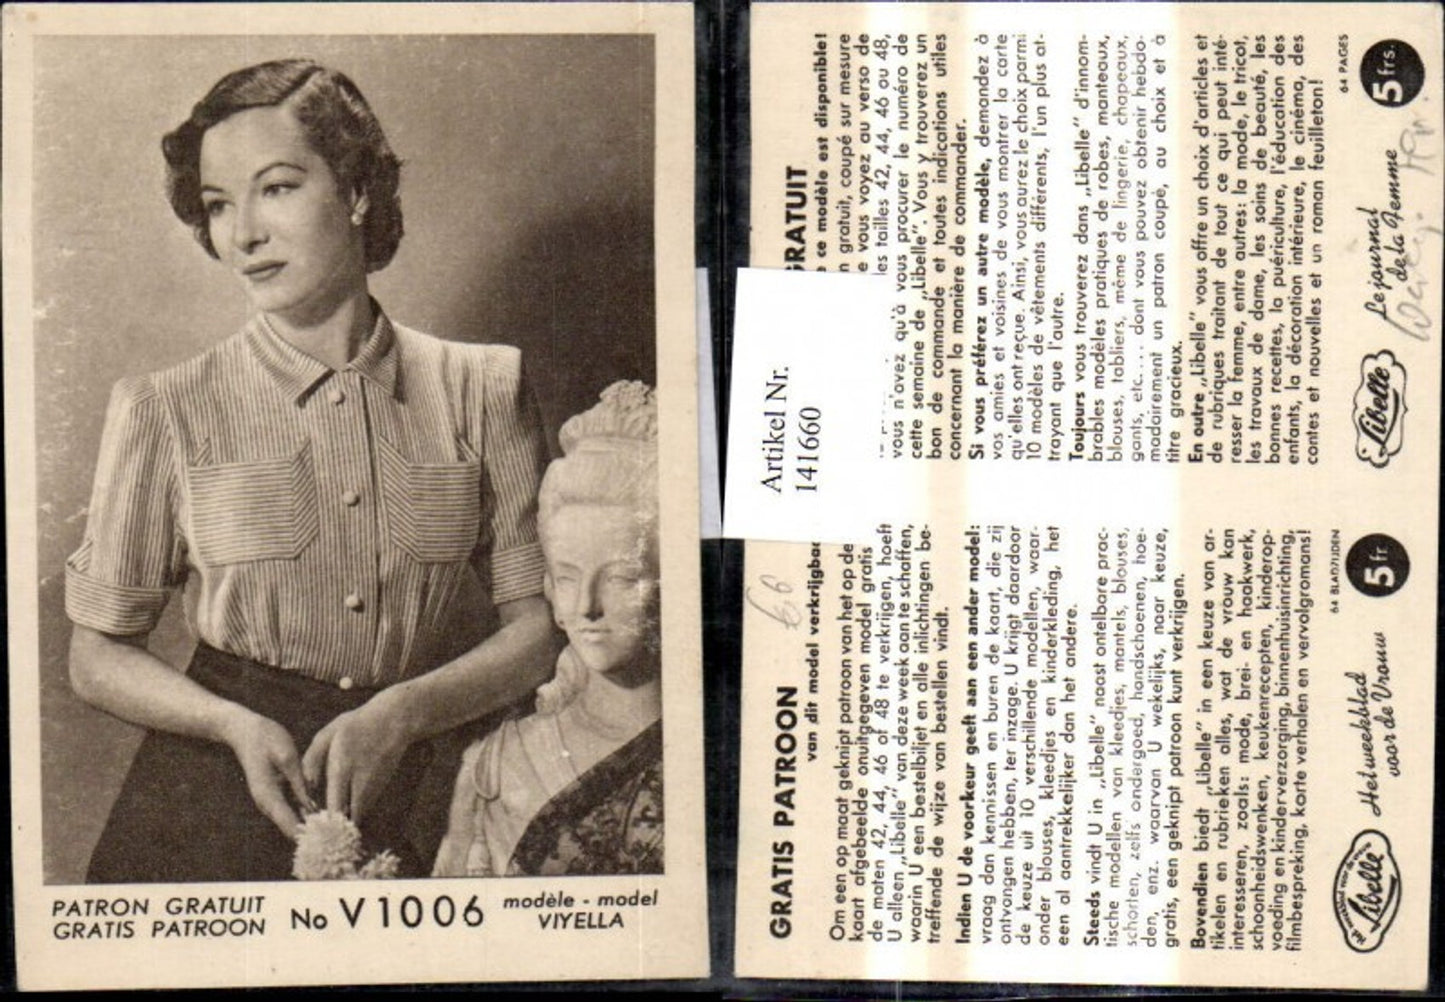 PATRON GRATUIT
GRATIS PATROON
No V 1006
modèle - model
VIYELLA
GRATIS PATROON
van dit model verkrijgbaar
Om een op maat geknipt patroon van het op de
kaart afgebeelde onuitgegeven model gratis
de maten 42, 44, 46 of 48 te verkrijgen, hoeft
U alleen „Libelle" van deze week aan te schaffen,
waarin U een bestelbiljet en alle inlichtingen be-
treffende de wijze van bestellen vindt.
Indien U de voorkeur geeft aan een ander model:
vraag dan kennissen en buren de kaart, die zij
ontvongen hebben, ter inzage. U krijgt daardoor
de keuze uit 10 verschillende modellen, waar-
onder blouses, kleedjes en kinderkleding, het
een al aantrekkelijker dan het andere.
Steeds vindt U in „Libelle" naast ontelbare prac-
tische modellen van kleedjes, mantels, blouses,
schorten, zelfs ondergoed, handschoenen, hoe-
den, enz. waarvan U wekelijks, naar keuze,
gratis, een geknipt patroon kunt verkrijgen.
Bovendien biedt „Libelle" in een keuze van ar-
tikelen en rubrieken alles, wat de vrouw kan
interesseren, zoals: mode, brei- en haakwerk,
schoonheidswenken, keukenrecepten, kinderop-
voeding en kinderverzorging, binnenhuisinrichting,
filmbespreking, korte verhalen en vervolgromans!
64 BLADZIJDEN
Libelle
Het weekblad
voor de Vrouw
5 fr
Artikel Nr.
141660
GRATUIT
e ce modèle est disponible!
n gratuit, coupé sur mesure
e vous voyez au verso de
les tailles 42, 44, 46 ou 48,
vous n'avez qu'à vous procurer le numéro de
cette semaine de „Libelle". Vous y trouverez un
bon de commande et toutes indications utiles
concernant la manière de commander.
Si vous préférez un autre modèle, demandez à
vos amies et voisines de vous montrer la carte
qu'elles ont reçue. Ainsi, vous aurez le choix parmi
10 modèles de vêtements différents, l'un plus at-
trayant que l'autre.
Toujours vous trouverez dans „Libelle" d'innom-
brables modèles pratiques de robes, manteaux,
blouses, tabliers, même de lingerie, chapeaux,
gants, etc.... dont vous pouvez obtenir hebdo-
madairement un patron coupé, au choix et à
titre gracieux.
En outre „Libelle" vous offre un choix d'articles et
de rubriques traitant de tout ce qui peut inté-
resser la femme, entre autres: la mode, le tricot,
les travaux de dame, les soins de beauté, les
bonnes recettes, la puériculture, l'éducation des
enfants, la décoration intérieure, le cinéma, des
contes et nouvelles et un roman feuilleton!
64 PAGES
Libelle
Le journal
de la Femme
5 frs.